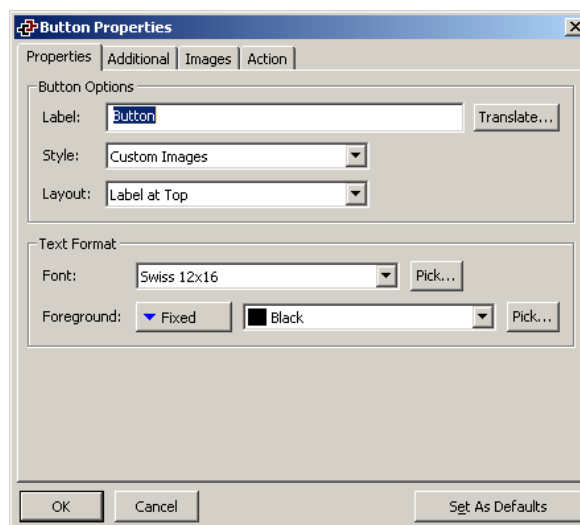 Button Properties
Properties Additional Images Action
Button Options
Label: Button Translate...
Style: Custom Images
Layout: Label at Top
Text Format
Font: Swiss 12x16 Pick...
Foreground: Fixed Black Pick...
OK Cancel Set As Defaults